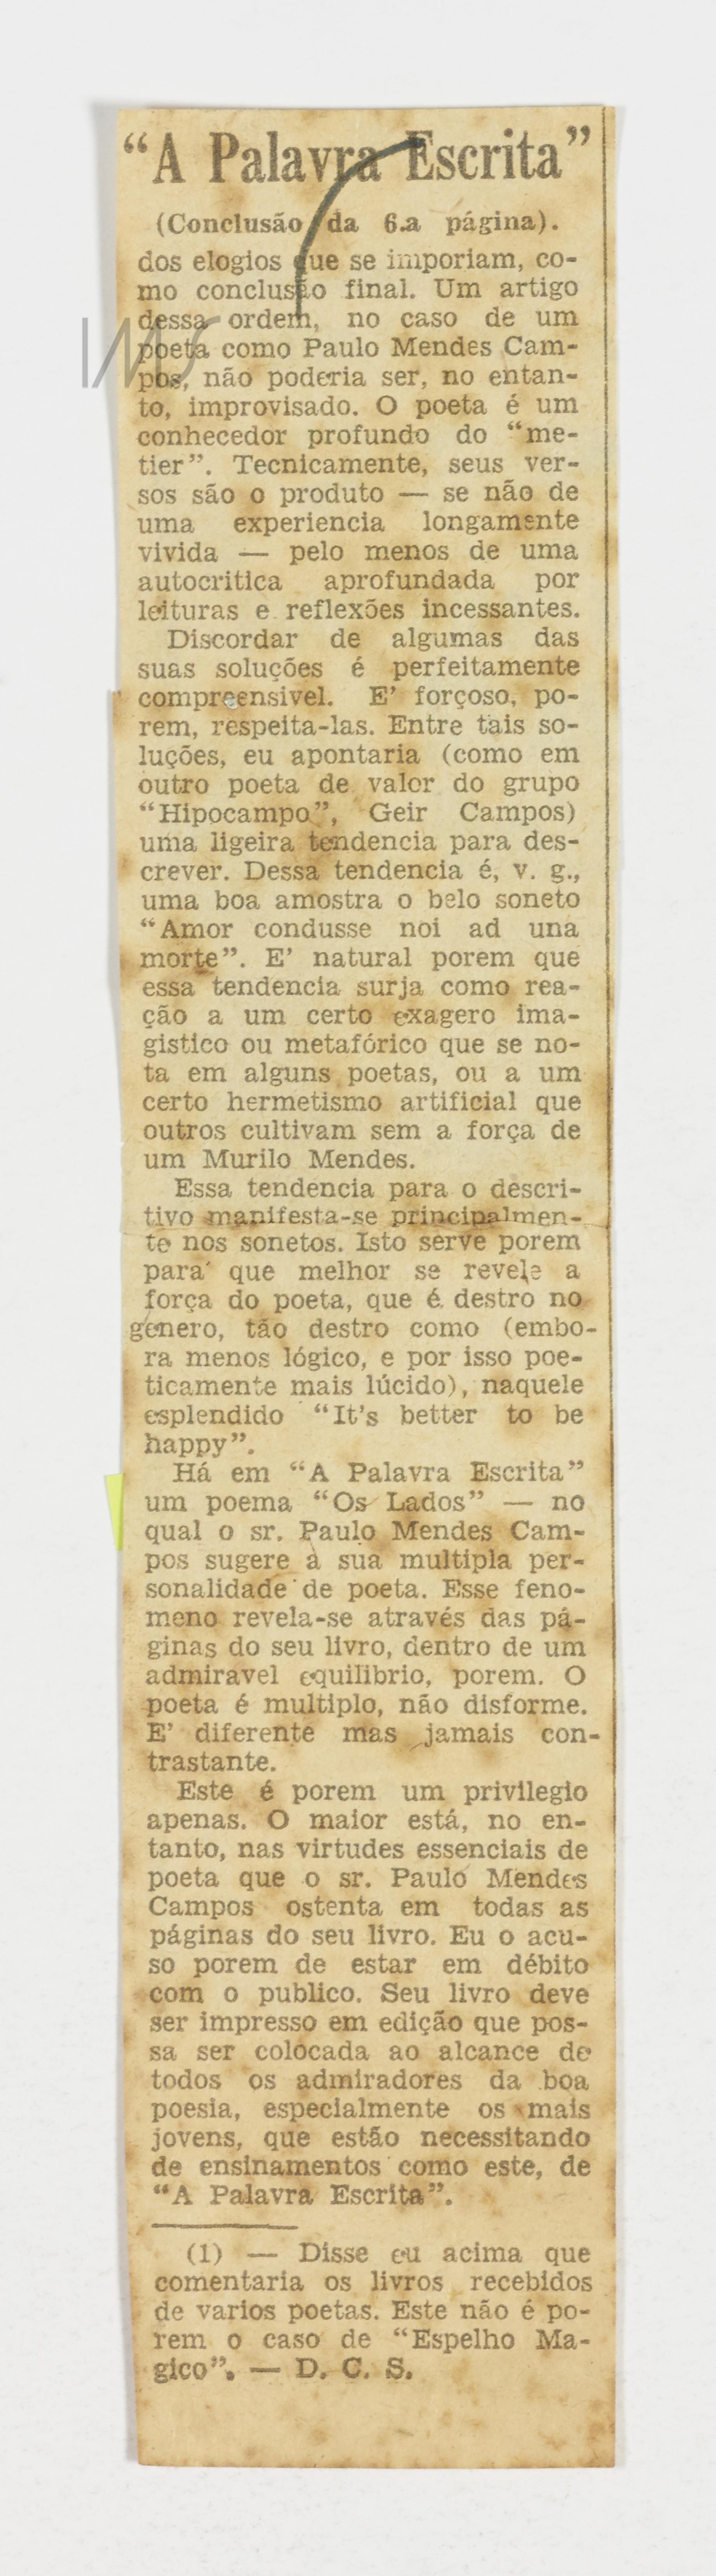 “A Palavra Escrita”
(Conclusão da 6.a página).
dos elogios que se imporiam, co-
mo conclusão final. Um artigo
dessa ordem, no caso de um
poeta como Paulo Mendes Cam-
pos, não poderia ser, no entan-
to, improvisado. O poeta é um
conhecedor profundo do “me-
tier”. Tecnicamente, seus ver-
sos são o produto — se não de
uma experiencia longamente
vivida — pelo menos de uma
autocritica aprofundada por
leituras e reflexões incessantes.
Discordar de algumas das
suas soluções é perfeitamente
compreensivel. E’ forçoso, po-
rem, respeita-las. Entre tais so-
luções, eu apontaria (como em
outro poeta de valor do grupo
“Hipocampo”, Geir Campos)
uma ligeira tendencia para des-
crever. Dessa tendencia é, v. g.,
uma boa amostra o belo soneto
“Amor condusse noi ad una
morte”. E’ natural porem que
essa tendencia surja como rea-
ção a um certo exagero ima-
gistico ou metafórico que se no-
ta em alguns poetas, ou a um
certo hermetismo artificial que
outros cultivam sem a força de
um Murilo Mendes.
Essa tendencia para o descri-
tivo manifesta-se principalmen-
te nos sonetos. Isto serve porem
para que melhor se revele a
força do poeta, que é destro no
genero, tão destro como (embo-
ra menos lógico, e por isso poe-
ticamente mais lúcido), naquele
esplendido “It’s better to be
happy”.
Há em “A Palavra Escrita”
um poema “Os Lados” — no
qual o sr. Paulo Mendes Cam-
pos sugere a sua multipla per-
sonalidade de poeta. Esse feno-
meno revela-se através das pá-
ginas do seu livro, dentro de um
admiravel equilibrio, porem. O
poeta é multiplo, não disforme.
E’ diferente mas jamais con-
trastante.
Este é porem um privilegio
apenas. O maior está, no en-
tanto, nas virtudes essenciais de
poeta que o sr. Paulo Mendes
Campos ostenta em todas as
páginas do seu livro. Eu o acu-
so porem de estar em débito
com o publico. Seu livro deve
ser impresso em edição que pos-
sa ser colocada ao alcance de
todos os admiradores da boa
poesia, especialmente os mais
jovens, que estão necessitando
de ensinamentos como este, de
“A Palavra Escrita”.
(1) — Disse eu acima que
comentaria os livros recebidos
de varios poetas. Este não é po-
rem o caso de “Espelho Ma-
gico”. — D. C. S.
IMS